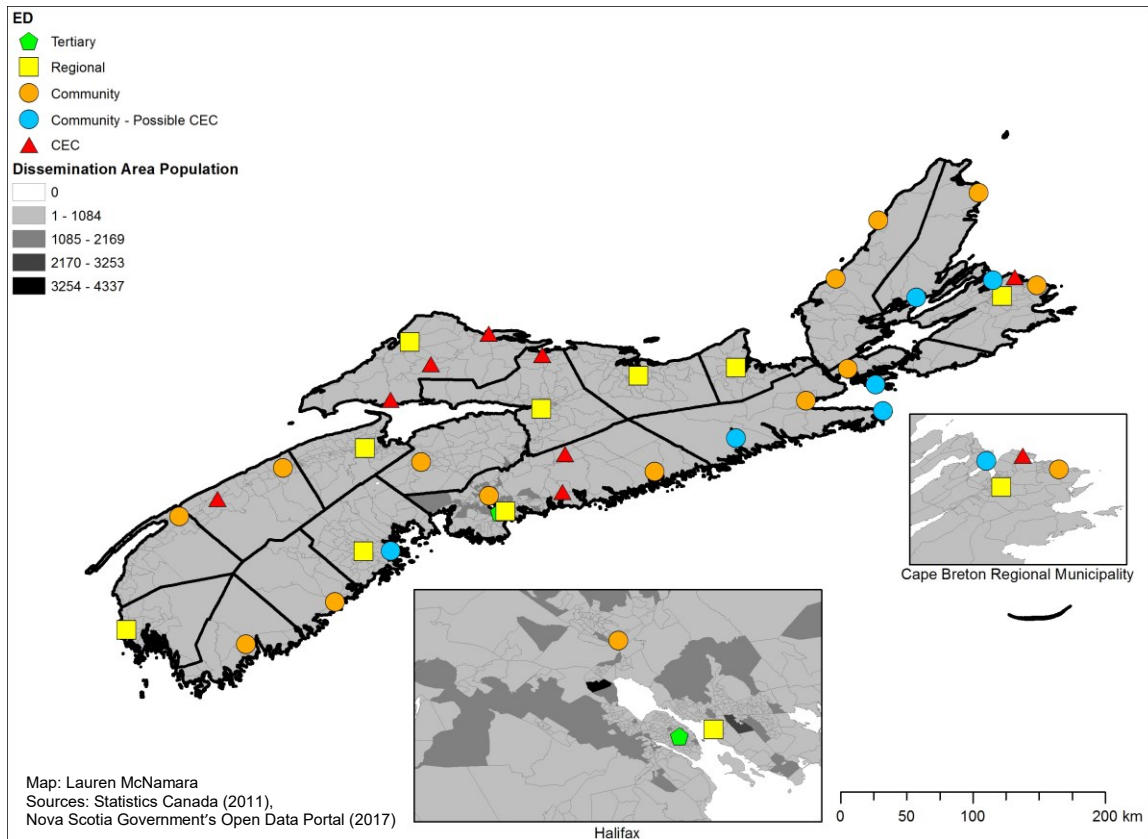 ED
Tertiary
Regional
Community
Community - Possible CEC
CEC
Dissemination Area Population
0
1 - 1084
1085 - 2169
2170 - 3253
3254 - 4337
Cape Breton Regional Municipality
Map: Lauren McNamara
Sources: Statistics Canada (2011),
Nova Scotia Government's Open Data Portal (2017)
Halifax
0 50 100 200 km